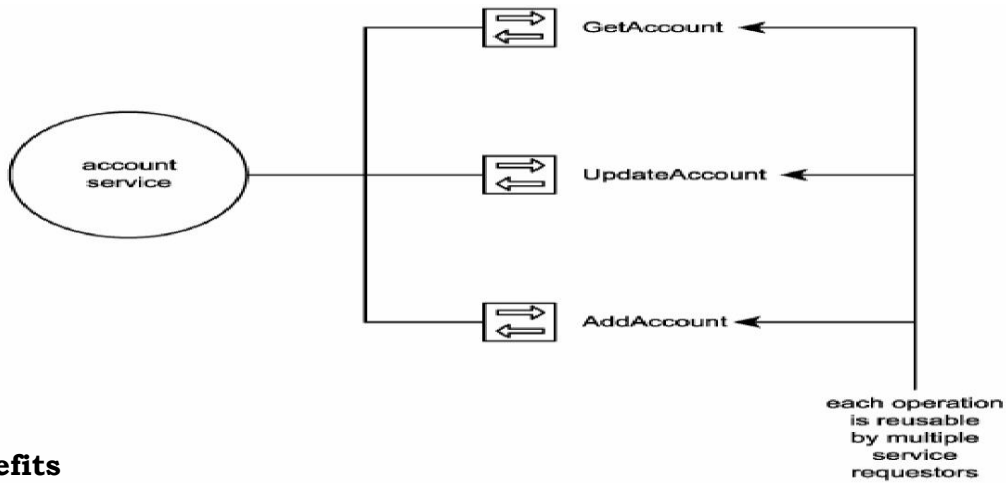 GetAccount
account
service
UpdateAccount
AddAccount
each operation
is reusable
by multiple
service
requestors
efits